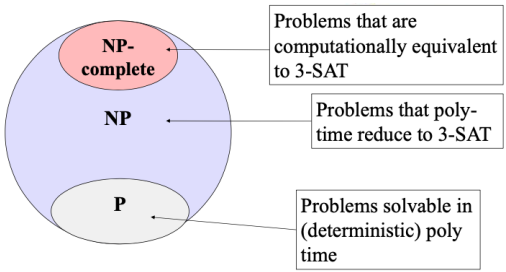 NP-
complete
NP
P
Problems that are
computationally equivalent
to 3-SAT
Problems that poly-
time reduce to 3-SAT
Problems solvable in
(deterministic) poly
time